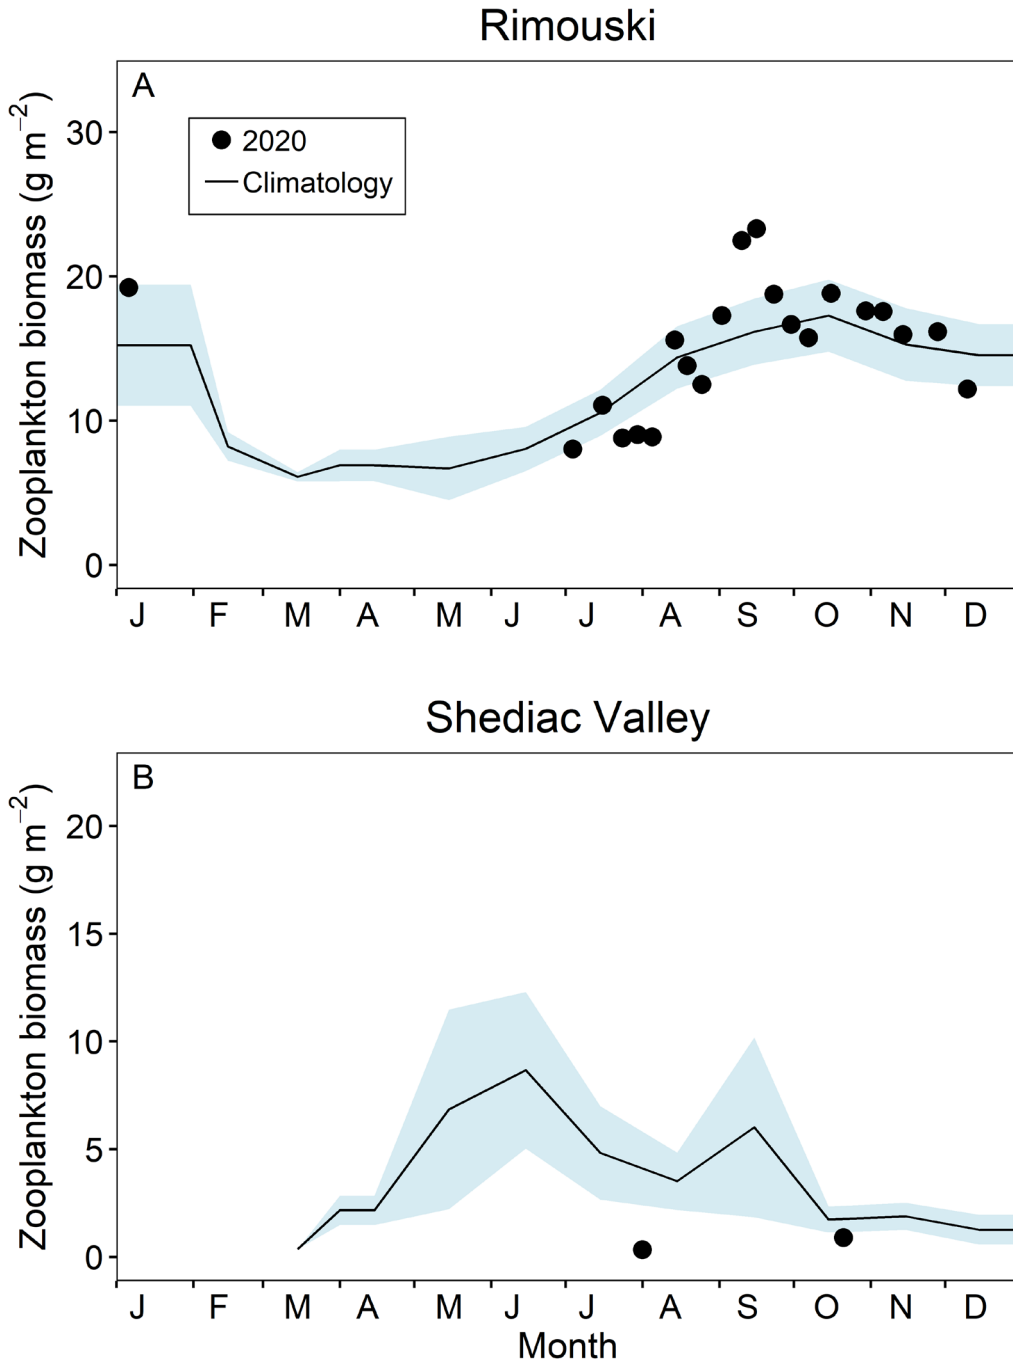 Rimouski
A
Zooplankton biomass (g m−2)
30
20
10
0
2020
Climatology
J F M A M J J A S O N D
Shediac Valley
B
Zooplankton biomass (g m−2)
20
15
10
5
0
J F M A M J J A S O N D
Month